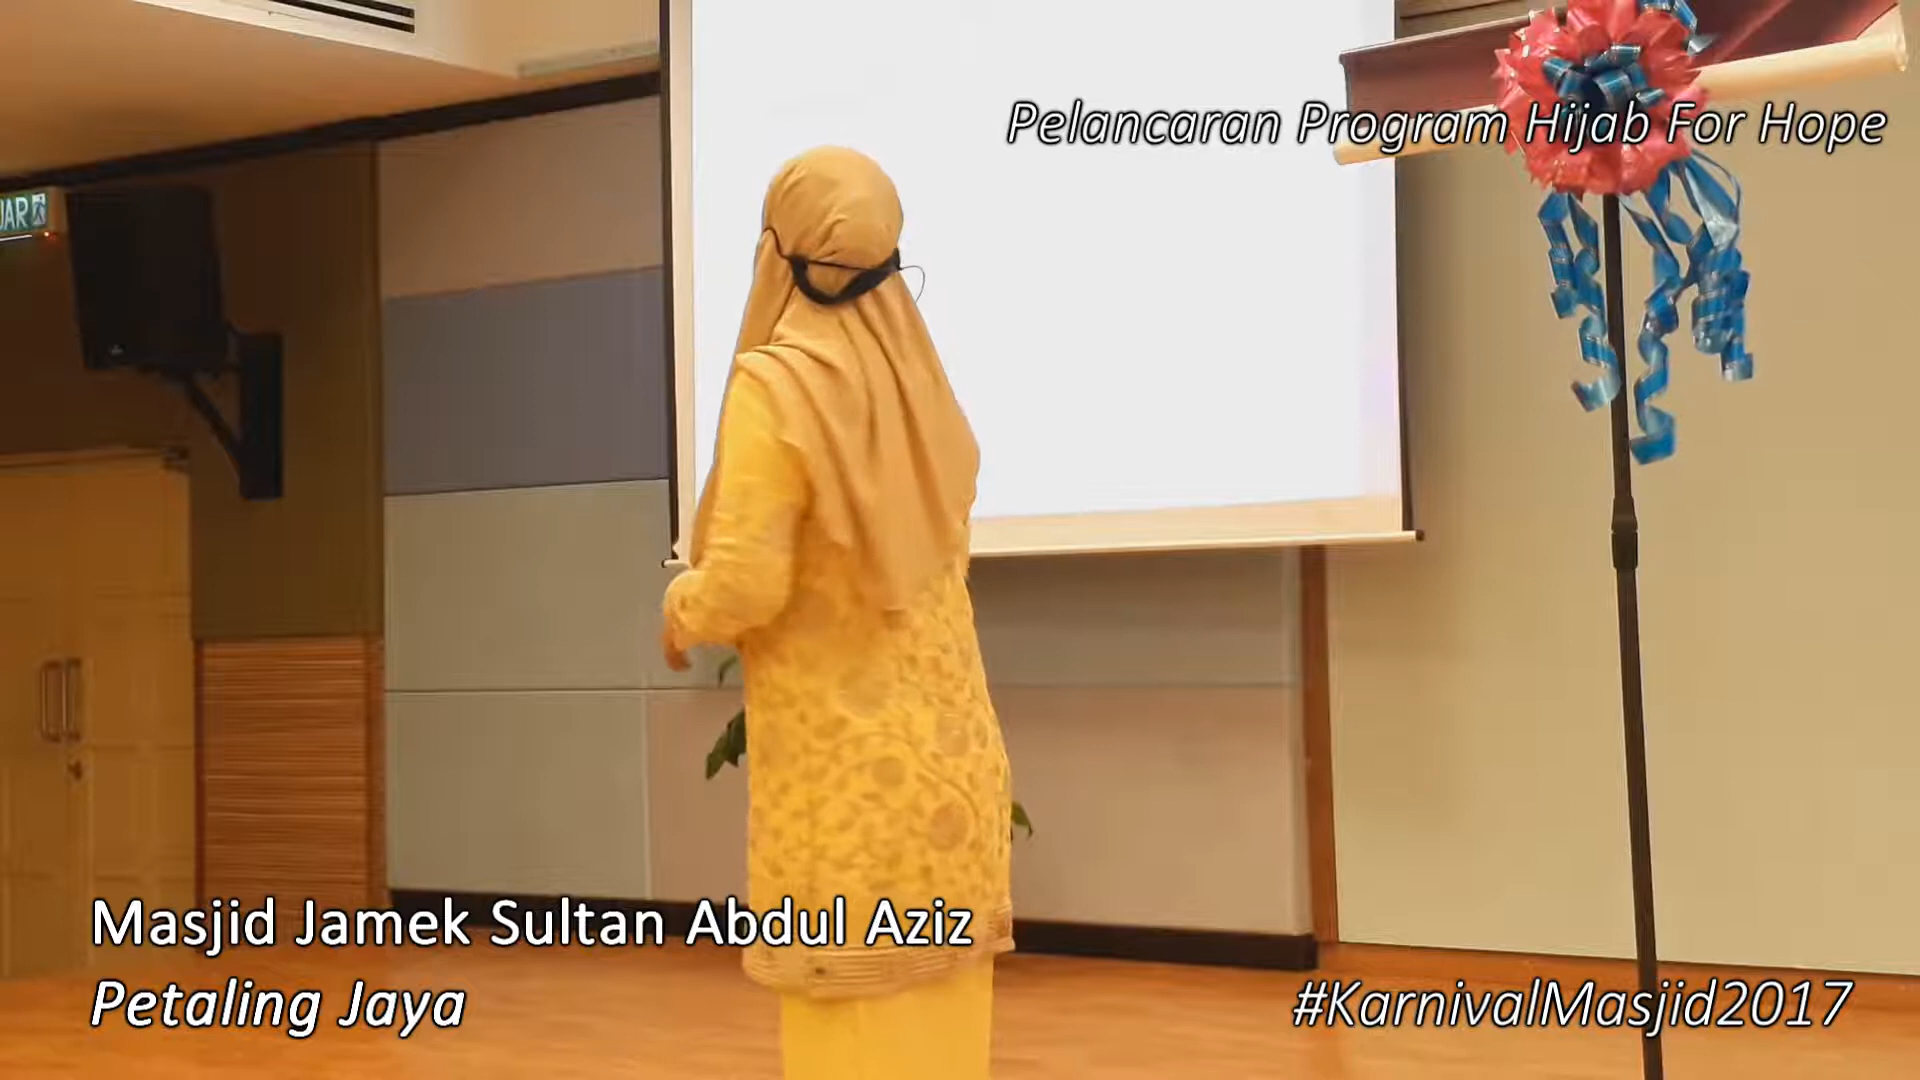 Pelancaran Program Hijab For Hope
Masjid Jamek Sultan Abdul Aziz
Petaling Jaya
#KarnivalMasjid2017